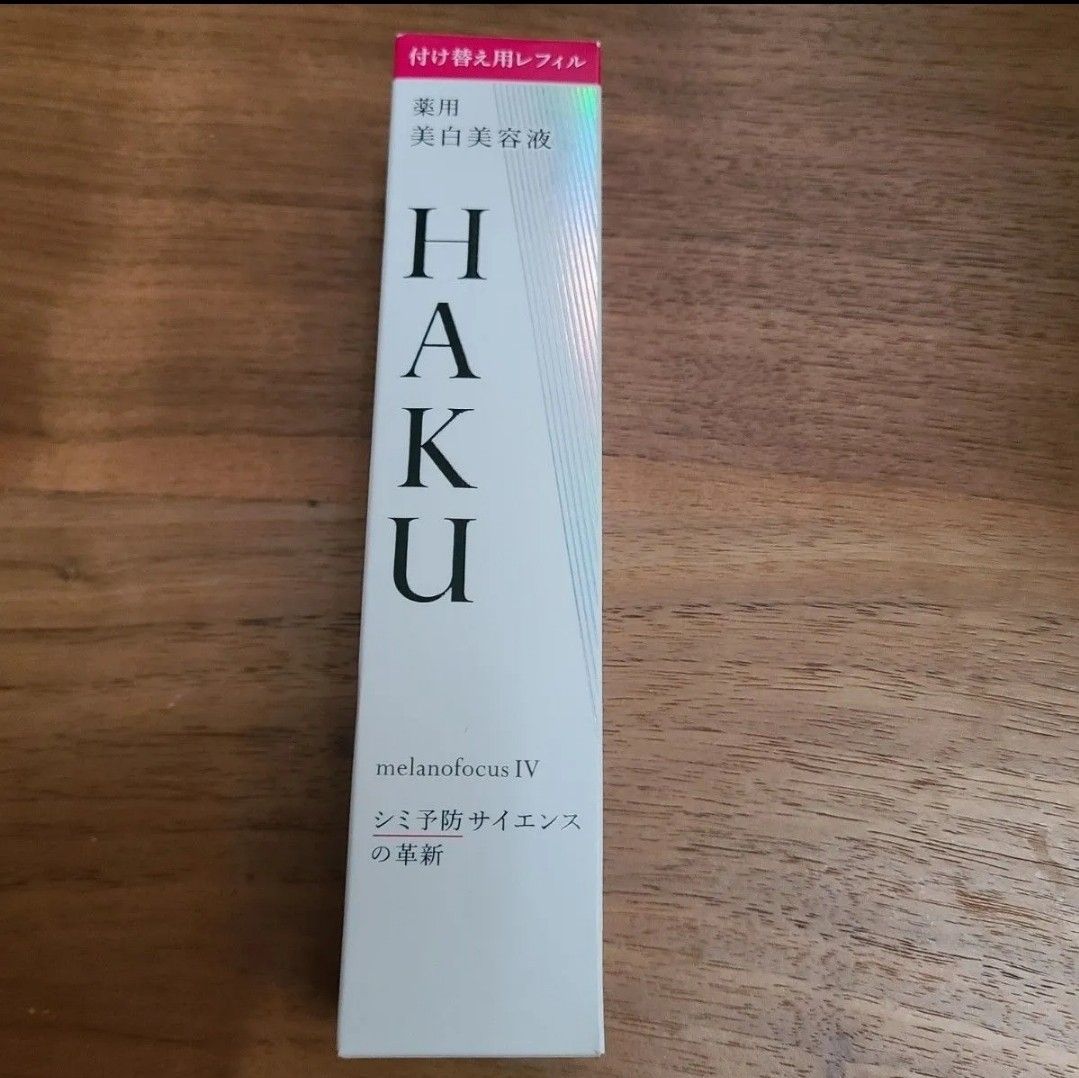 付け替え用レフィル
薬用
美白美容液
HAKU
melanofocus IV
シミ予防サイエンス
の革新